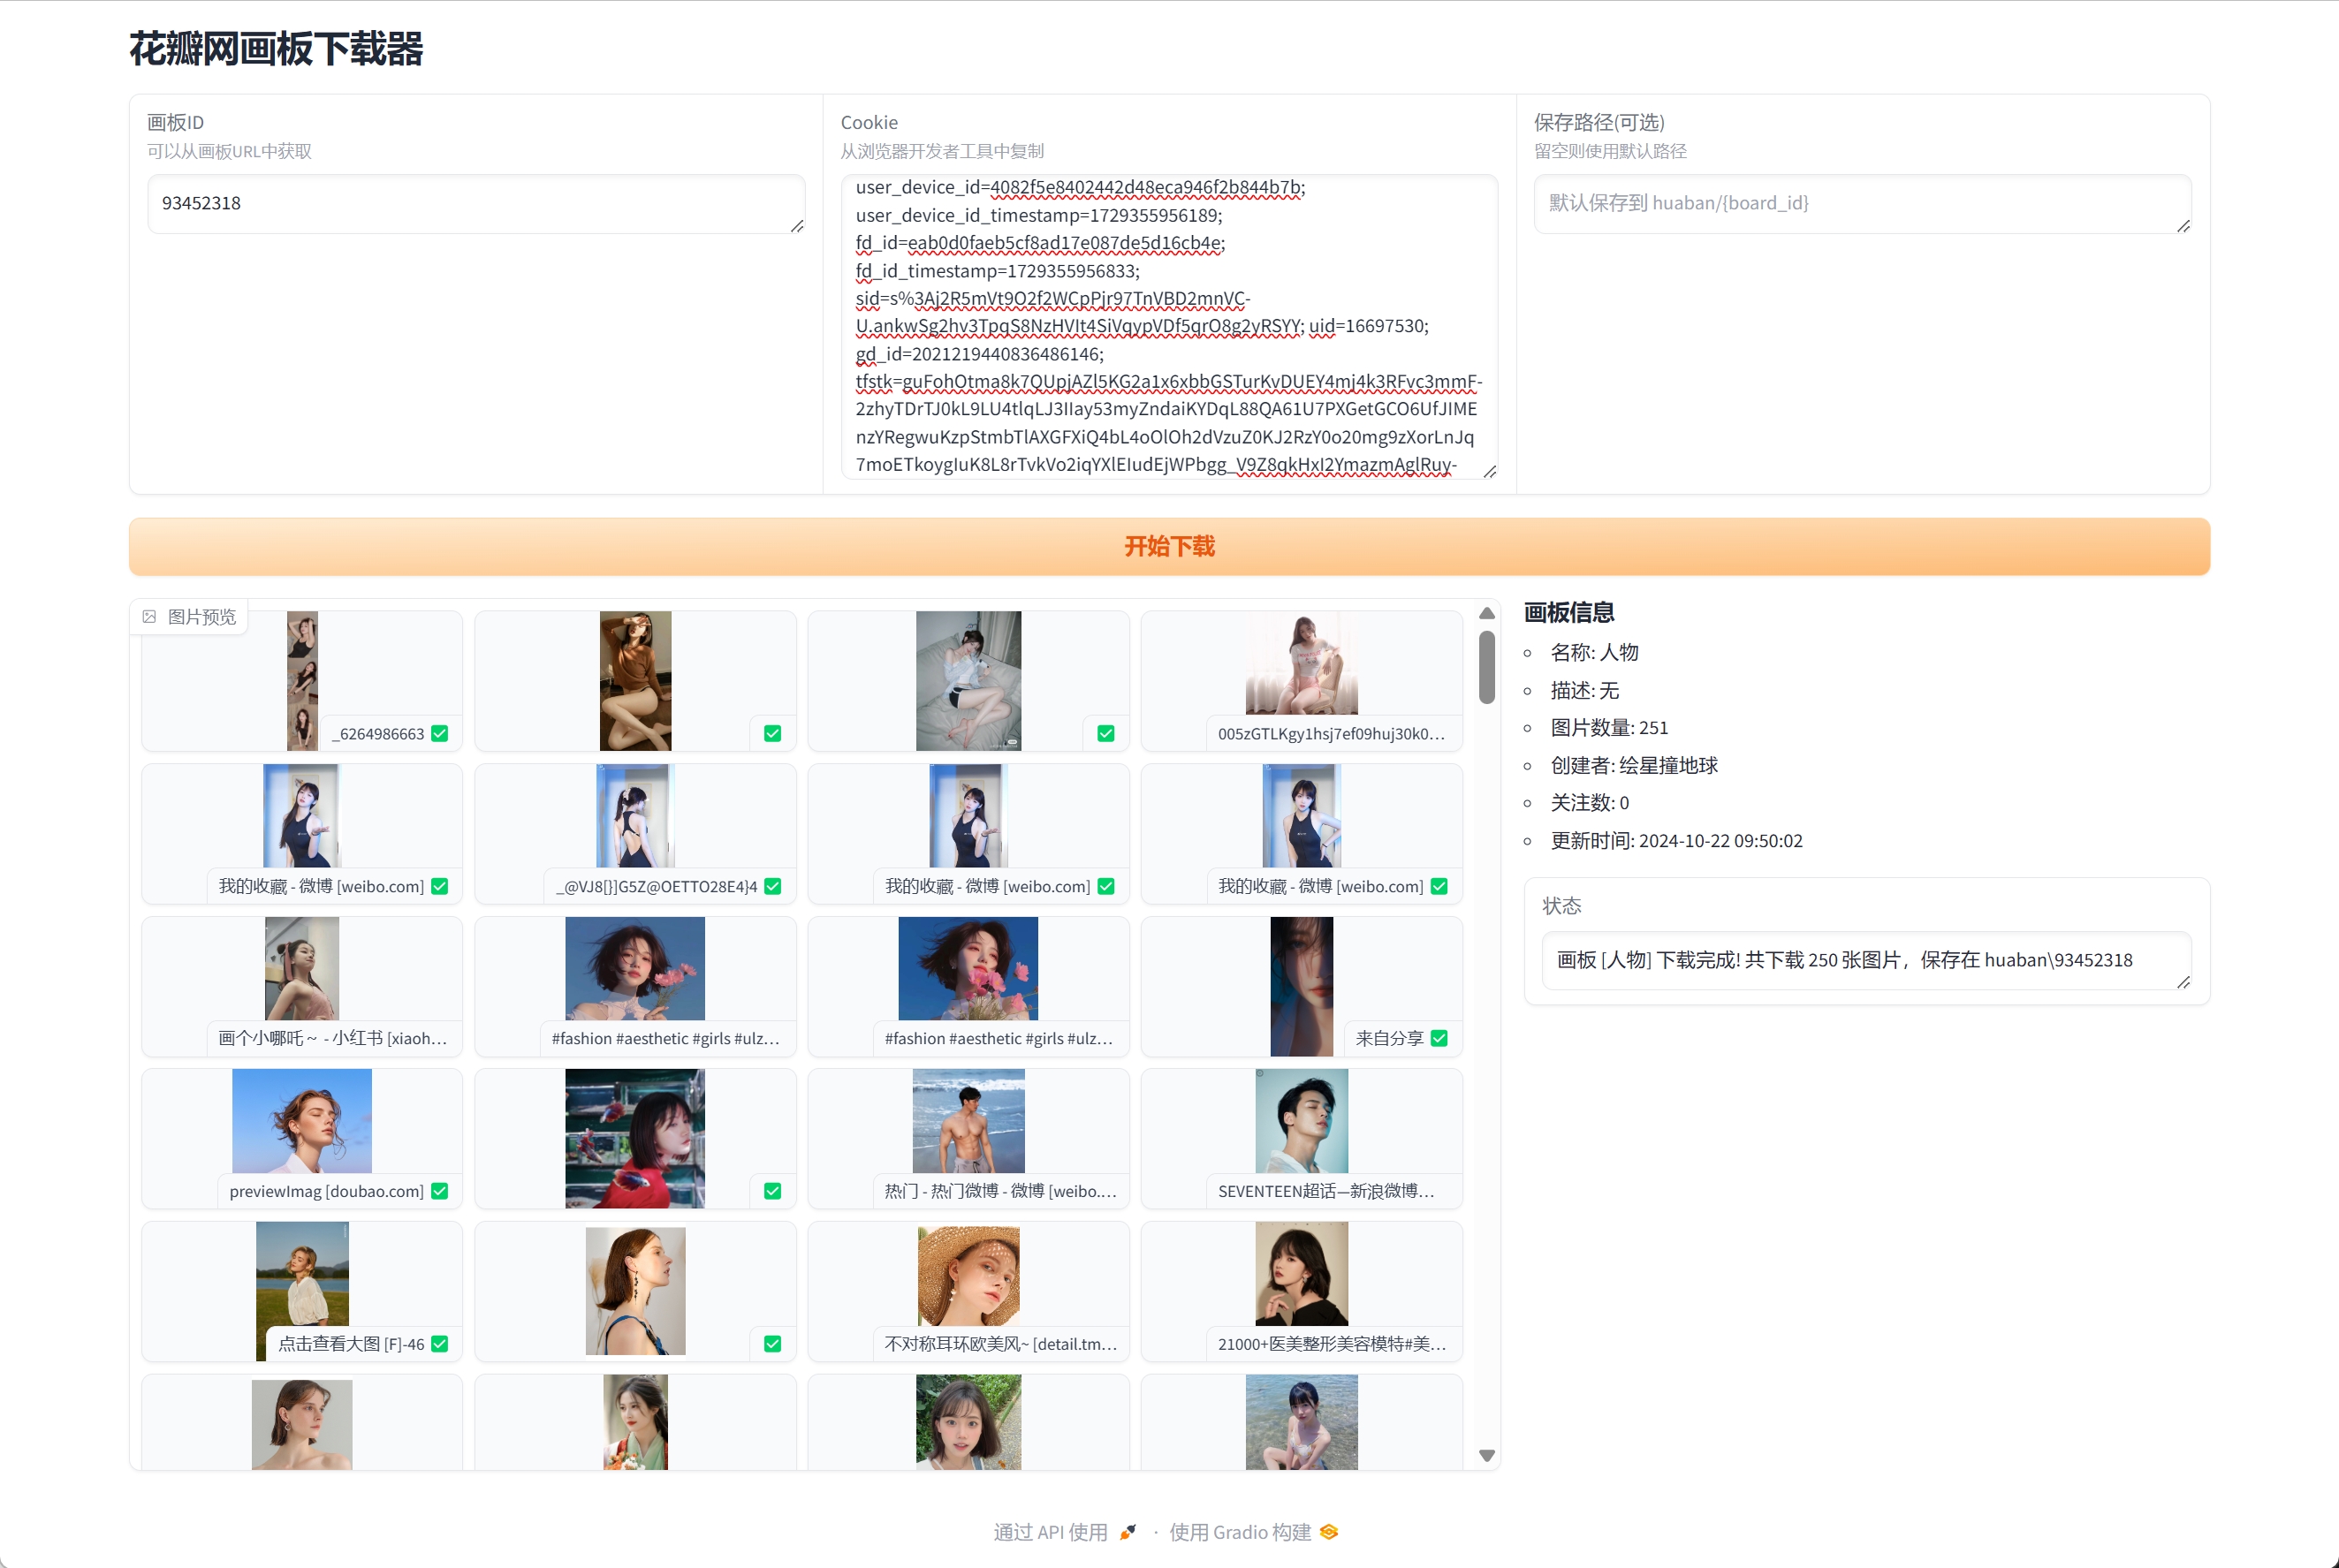 花瓣网画板下载器
画板ID
可以从画板URL中获取
93452318
Cookie
从浏览器开发者工具中复制
user_device_id=4082f5e8402442d48eca946f2b844b7b;
user_device_id_timestamp=1729355956189;
fd_id=eab0d0faeb5cf8ad17e087de5d16cb4e;
fd_id_timestamp=1729355956833;
sid=s%3Aj2R5mVt9O2f2WCpPjr97TnVBD2mnVC-
U.ankwSg2hv3TpqS8NzHVIt4SiVqypVDf5qrO8g2yRSYY; uid=16697530;
gd_id=2021219440836486146;
tfstk=guFohOtma8k7QUpjAZl5KG2a1x6xbbGSTurKvDUEY4mj4k3RFvc3mmF-
2zhyTDrTJ0kL9LU4tlqLJ3IIay53myZndaiKYDqL88QA61U7PXGetGCO6UfJIME
nzYRegwuKzpStmbTlAXGFXiQ4bL4oOlOh2dVzuZ0KJ2RzY0o20mg9zXorLnJq
7moETkoygIuK8L8rTvkVo2iqYXlEIudEjWPbgg_V9Z8qkHxI2YmazmAglRuy-
保存路径(可选)
留空则使用默认路径
默认保存到 huaban/{board_id}
开始下载
图片预览
_6264986663 ✅
✅
✅
005zGTLKgy1hsj7ef09huj30k0...
我的收藏 - 微博 [weibo.com] ✅
_@VJ8[}]G5Z@OETTO28E4}4 ✅
我的收藏 - 微博 [weibo.com] ✅
我的收藏 - 微博 [weibo.com] ✅
画个小哪吒 ~ - 小红书 [xiaoh...
#fashion #aesthetic #girls #ulz...
#fashion #aesthetic #girls #ulz...
来自分享 ✅
previewImag [doubao.com] ✅
✅
热门 - 热门微博 - 微博 [weibo....
SEVENTEEN超话—新浪微博...
点击查看大图 [F]-46 ✅
✅
不对称耳环欧美风~ [detail.tm...
21000+医美整形美容模特#美...
画板信息
名称: 人物
描述: 无
图片数量: 251
创建者: 绘星撞地球
关注数: 0
更新时间: 2024-10-22 09:50:02
状态
画板 [人物] 下载完成! 共下载 250 张图片，保存在 huaban\93452318
通过 API 使用 🚀 · 使用 Gradio 构建